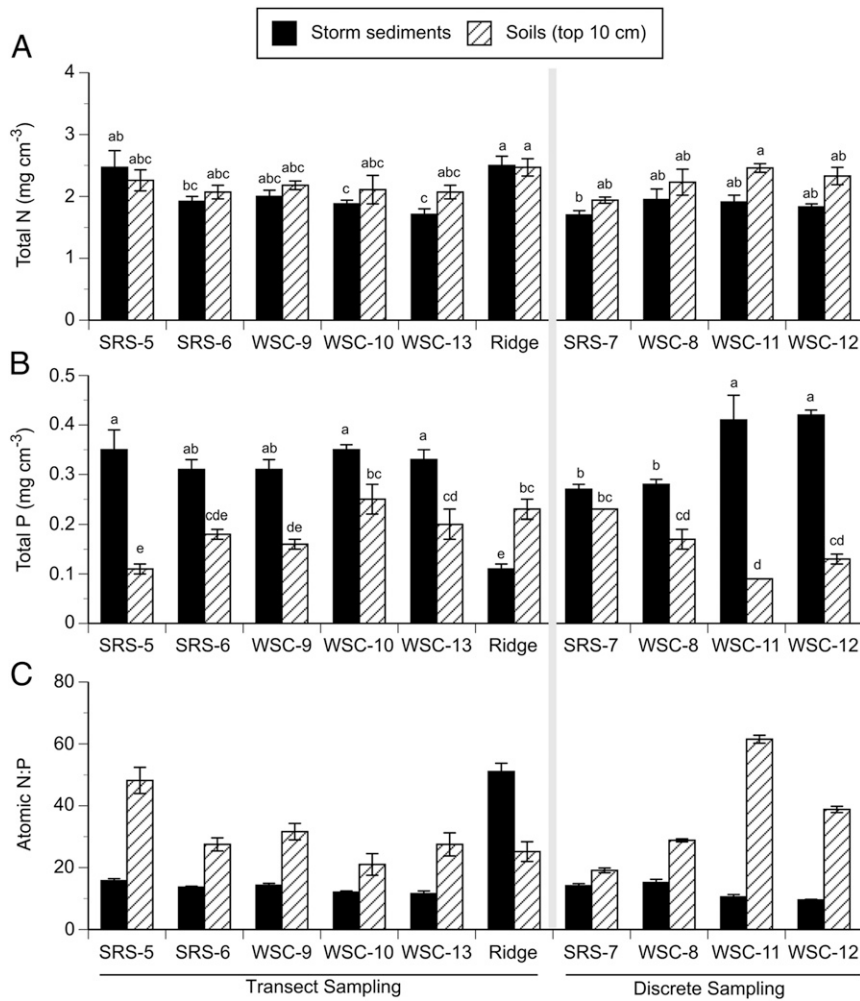 Storm sediments Soils (top 10 cm)
A
Total N (mg cm⁻³)
4
3
2
1
0
ab abc bc abc abc abc c abc c abc a a b ab ab ab ab a ab ab
SRS-5 SRS-6 WSC-9 WSC-10 WSC-13 Ridge SRS-7 WSC-8 WSC-11 WSC-12
B
Total P (mg cm⁻³)
0.5
0.4
0.3
0.2
0.1
0
a e ab cde ab de a bc a cd e bc b bc b cd a d a cd
SRS-5 SRS-6 WSC-9 WSC-10 WSC-13 Ridge SRS-7 WSC-8 WSC-11 WSC-12
C
Atomic N:P
80
60
40
20
0
SRS-5 SRS-6 WSC-9 WSC-10 WSC-13 Ridge SRS-7 WSC-8 WSC-11 WSC-12
Transect Sampling Discrete Sampling